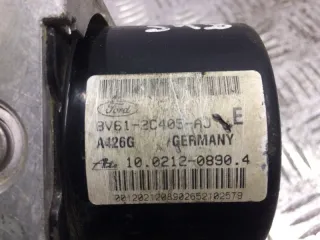 Ford
BV61-2C405-AJ E
A426G GERMANY
10.0212-0890.4